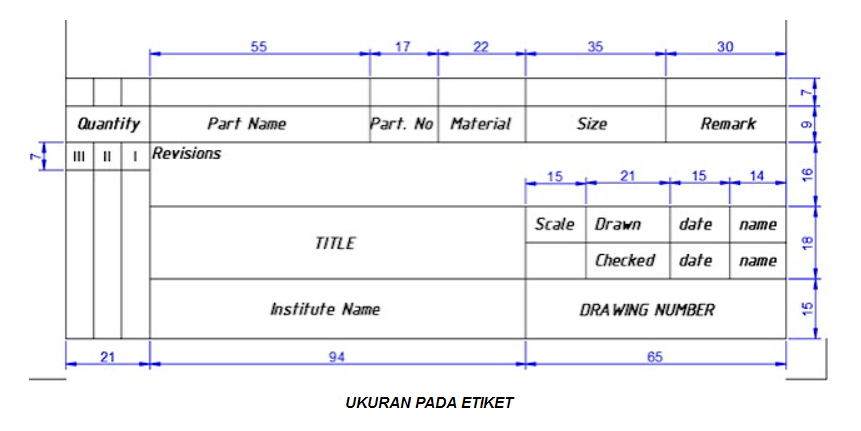 55 17 22 35 30
7
Quantity Part Name Part. No Material Size Remark
9
7
III II I Revisions
16
15 21 15 14
Scale Drawn date name
TITLE
18
Checked date name
Institute Name DRAWING NUMBER
15
21 94 65
UKURAN PADA ETIKET